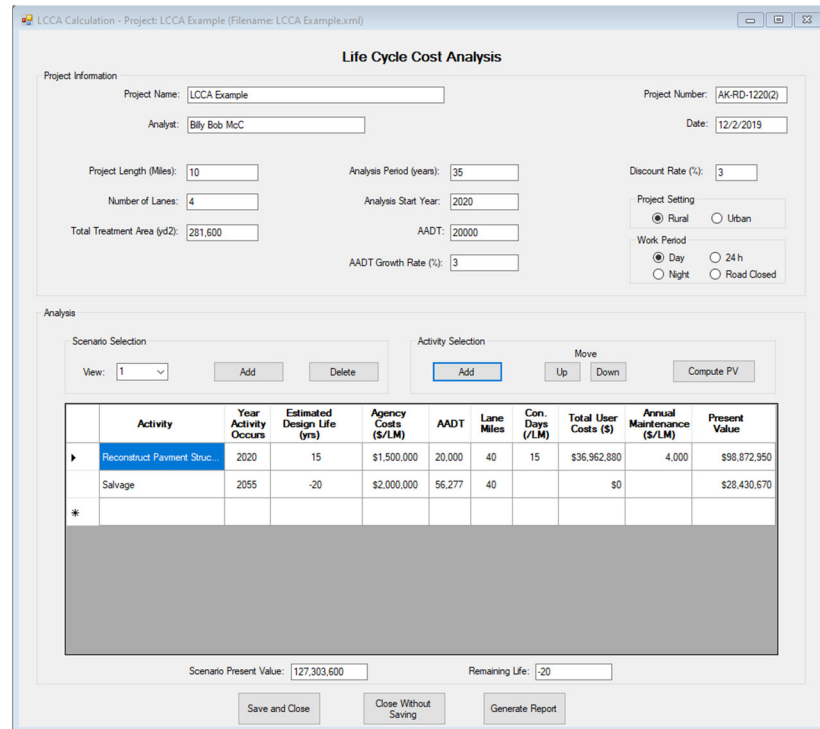 LCCA Calculation - Project: LCCA Example (Filename: LCCA Example.xml)
Life Cycle Cost Analysis
Project Information
Project Name: LCCA Example Project Number: AK-RD-1220(2)
Analyst: Billy Bob McC Date: 12/2/2019
Project Length (Miles): 10 Analysis Period (years): 35 Discount Rate (%): 3
Number of Lanes: 4 Analysis Start Year: 2020 Project Setting
Rural Urban
Total Treatment Area (yd2): 281,600 AADT: 20000
Work Period
AADT Growth Rate (%): 3 Day 24 h
Night Road Closed
Analysis
Scenario Selection Activity Selection
Move
View: 1 Add Delete Add Up Down Compute PV
Activity Year Activity Occurs Estimated Design Life (yrs) Agency Costs ($/LM) AADT Lane Miles Con. Days (/LM) Total User Costs ($) Annual Maintenance ($/LM) Present Value
Reconstruct Pavment Struc... 2020 15 $1,500,000 20,000 40 15 $36,962,880 4,000 $98,872,950
Salvage 2055 -20 $2,000,000 56,277 40 $0 $28,430,670
Scenario Present Value: 127,303,600 Remaining Life: -20
Save and Close Close Without Saving Generate Report